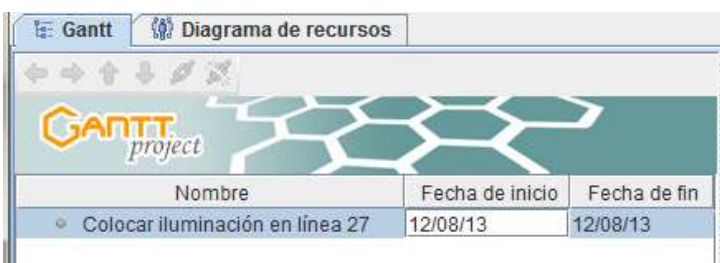 Gantt Diagrama de recursos
GANTT
project
Nombre Fecha de inicio Fecha de fin
Colocar iluminación en línea 27 12/08/13 12/08/13